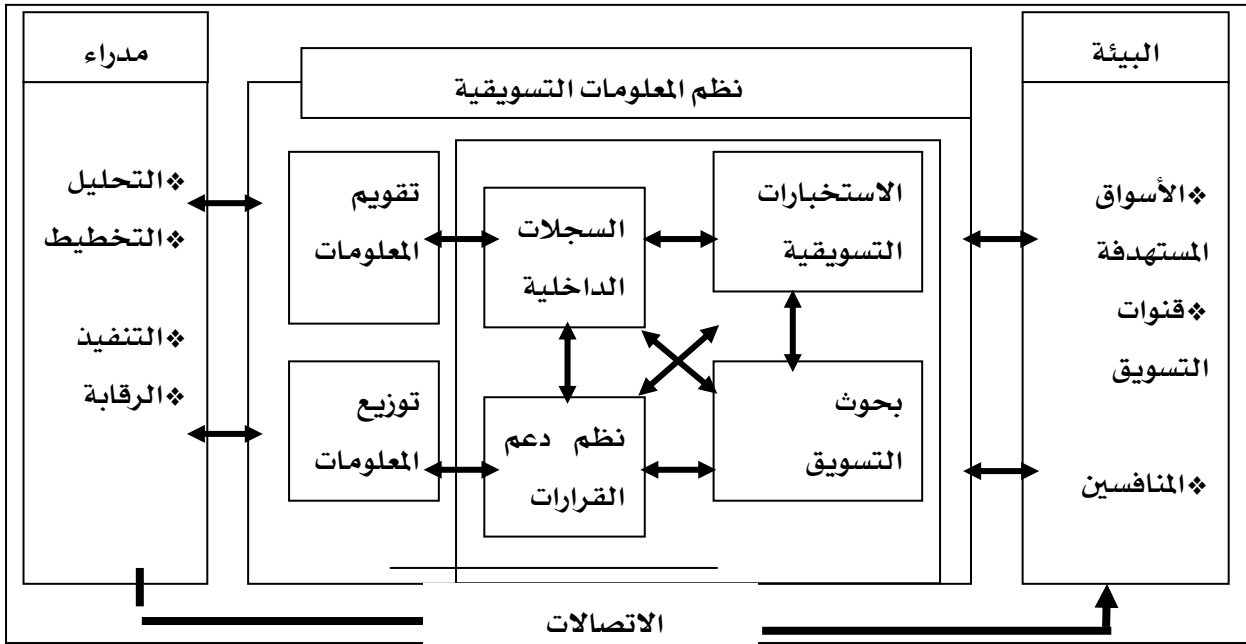 البيئة
❖الأسواق
المستهدفة
❖قنوات
التسويق
❖المنافسين
نظم المعلومات التسويقية
الاستخبارات
التسويقية
السجلات
الداخلية
بحوث
التسويق
نظم دعم
القرارات
تقويم
المعلومات
توزيع
المعلومات
مدراء
❖التحليل
❖التخطيط
❖التنفيذ
❖الرقابة
الاتصالات